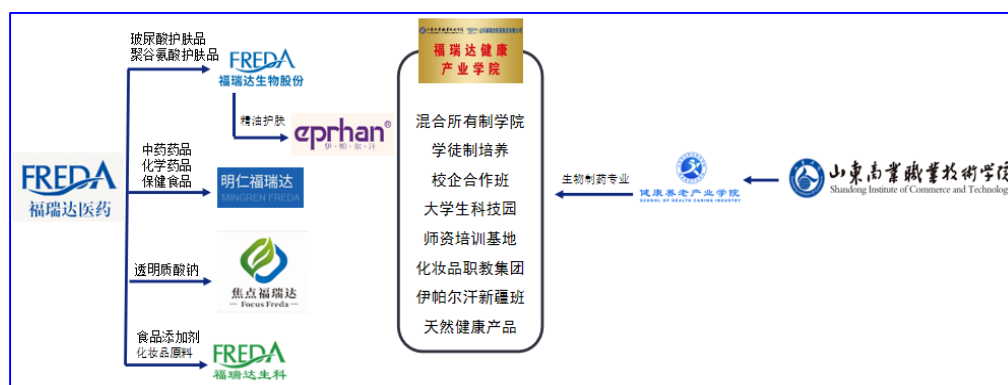 FREDA
福瑞达医药
玻尿酸护肤品
聚谷氨酸护肤品
FREDA
福瑞达生物股份
精油护肤
eprhan®
伊·帕·尔·汗
中药药品
化学药品
保健食品
明仁福瑞达
MINGREN FREDA
透明质酸钠
焦点福瑞达
Focus Freda
食品添加剂
化妆品原料
FREDA
福瑞达生科
福瑞达健康
产业学院
混合所有制学院
学徒制培养
校企合作班
大学生科技园
师资培训基地
化妆品职教集团
伊帕尔汗新疆班
天然健康产品
生物制药专业
健康养老产业学院
SCHOOL OF HEALTH CARING INDUSTRY
山東商業職業技術學院
Shandong Institute of Commerce and Technology